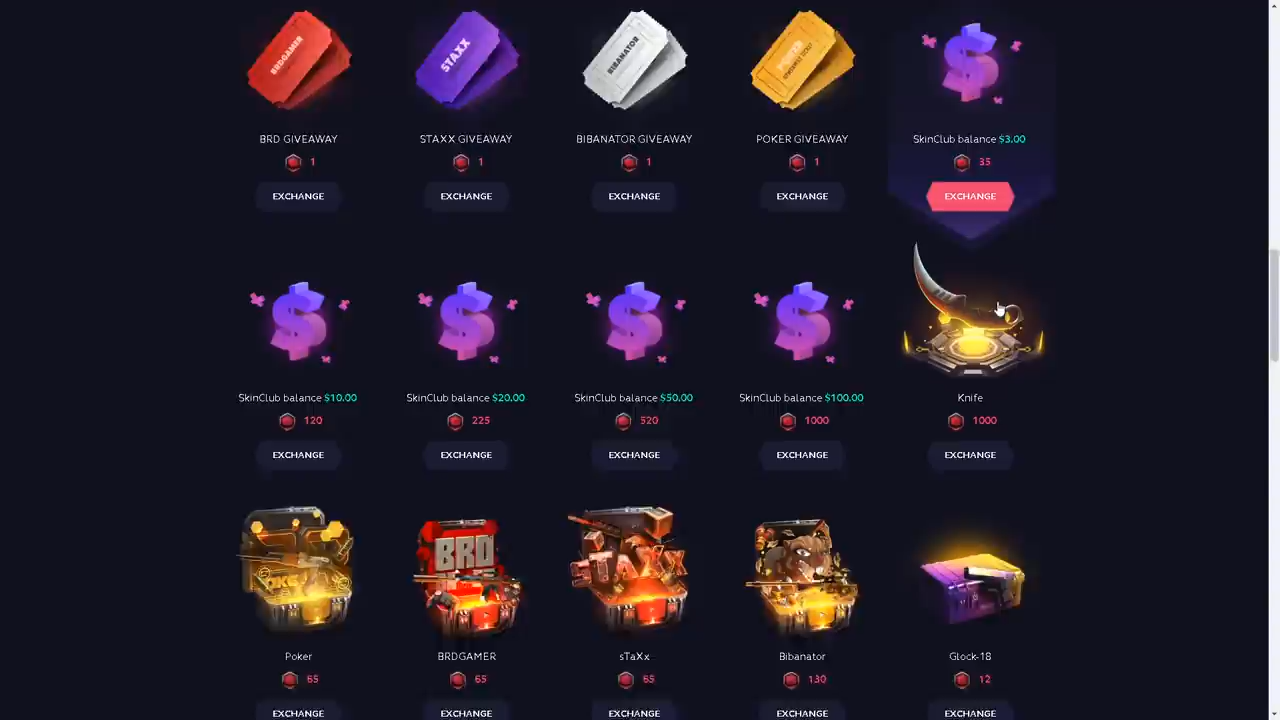 BRDGAMER
STAXX
BIBANATOR
POKER
BRD GIVEAWAY
STAXX GIVEAWAY
BIBANATOR GIVEAWAY
POKER GIVEAWAY
SkinClub balance $3.00
1
1
1
1
35
EXCHANGE
EXCHANGE
EXCHANGE
EXCHANGE
EXCHANGE
SkinClub balance $10.00
SkinClub balance $20.00
SkinClub balance $50.00
SkinClub balance $100.00
Knife
120
225
520
1000
1000
EXCHANGE
EXCHANGE
EXCHANGE
EXCHANGE
EXCHANGE
BRD
STAXX
Poker
BRDGAMER
sTaXx
Bibanator
Glock-18
65
65
65
130
12
EXCHANGE
EXCHANGE
EXCHANGE
EXCHANGE
EXCHANGE